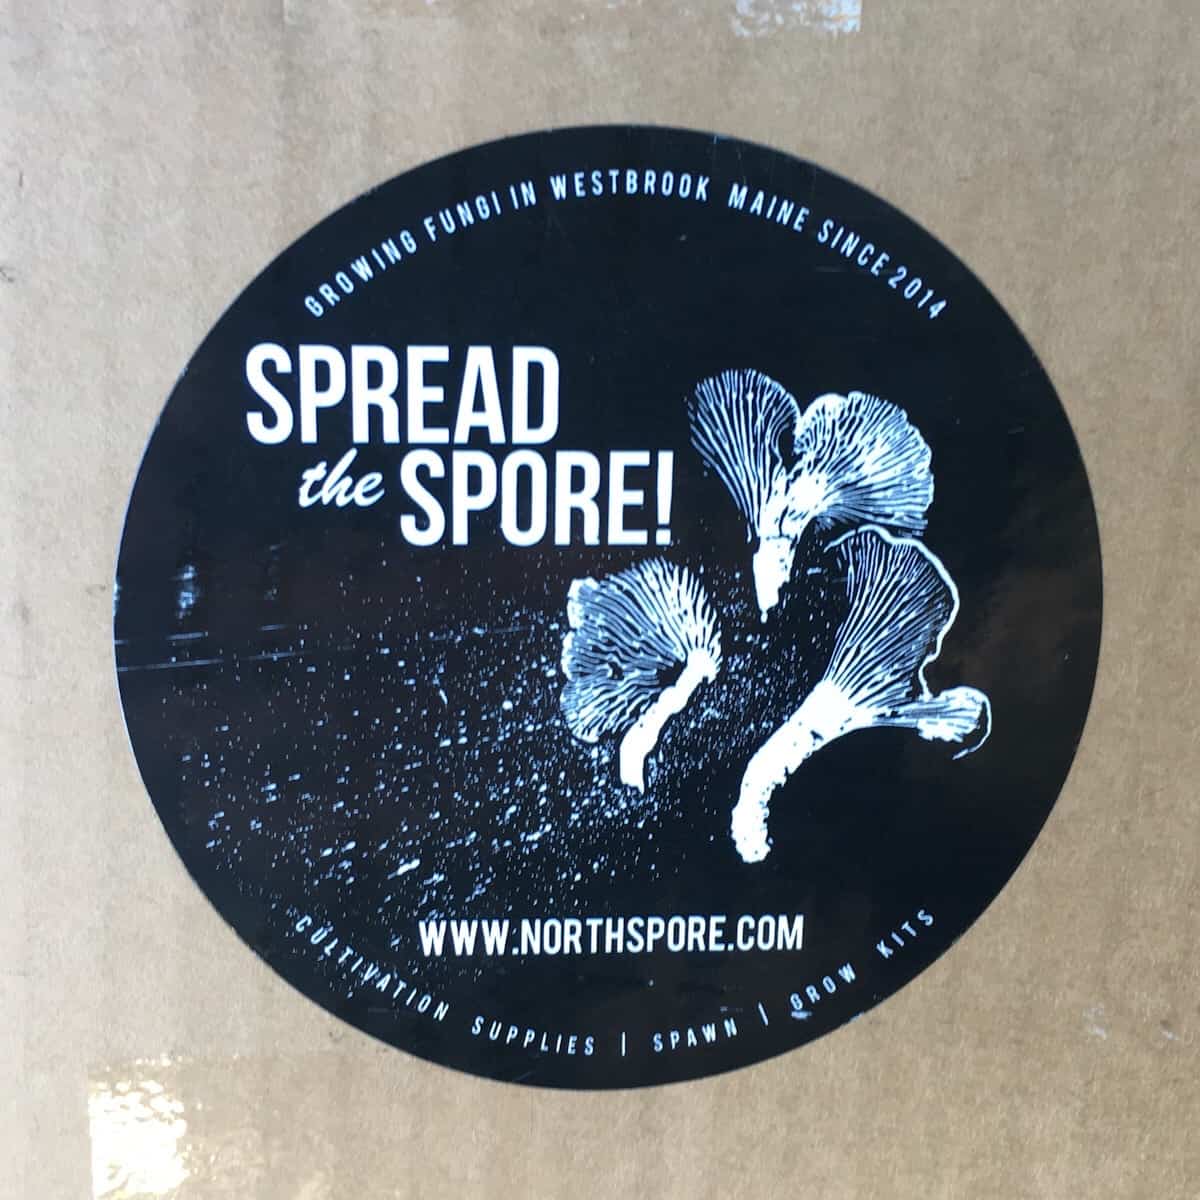 GROWING FUNGI IN WESTBROOK MAINE SINCE 2014
SPREAD
the SPORE!
WWW.NORTHSPORE.COM
CULTIVATION SUPPLIES | SPAWN | GROW KITS